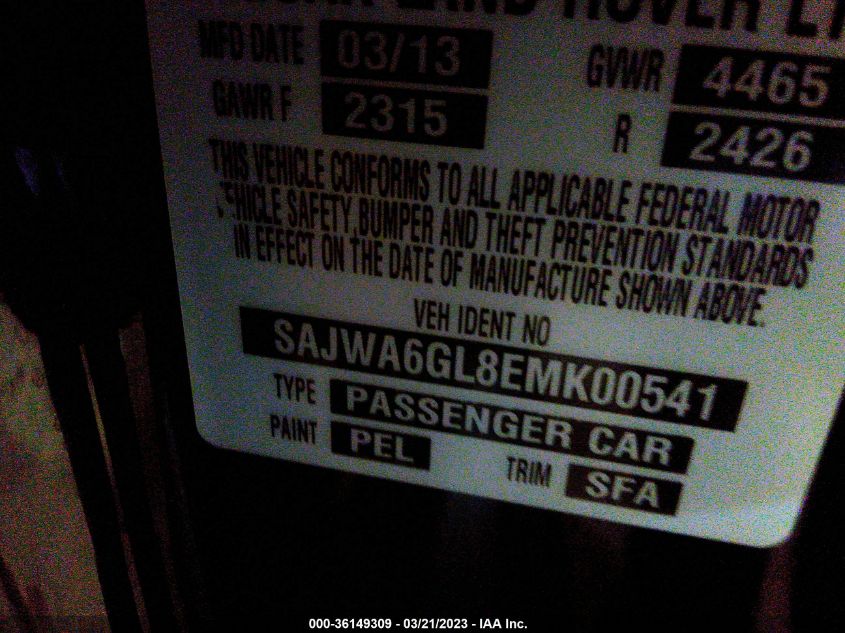 LAND ROVER
MFD DATE 03/13 GVWR 4465
GAWR F 2315 R 2426
THIS VEHICLE CONFORMS TO ALL APPLICABLE FEDERAL MOTOR
VEHICLE SAFETY, BUMPER AND THEFT PREVENTION STANDARDS
IN EFFECT ON THE DATE OF MANUFACTURE SHOWN ABOVE.
VEH IDENT NO
SAJWA6GL8EMK00541
TYPE PASSENGER CAR
PAINT PEL TRIM SFA
000-36149309 - 03/21/2023 - IAA Inc.